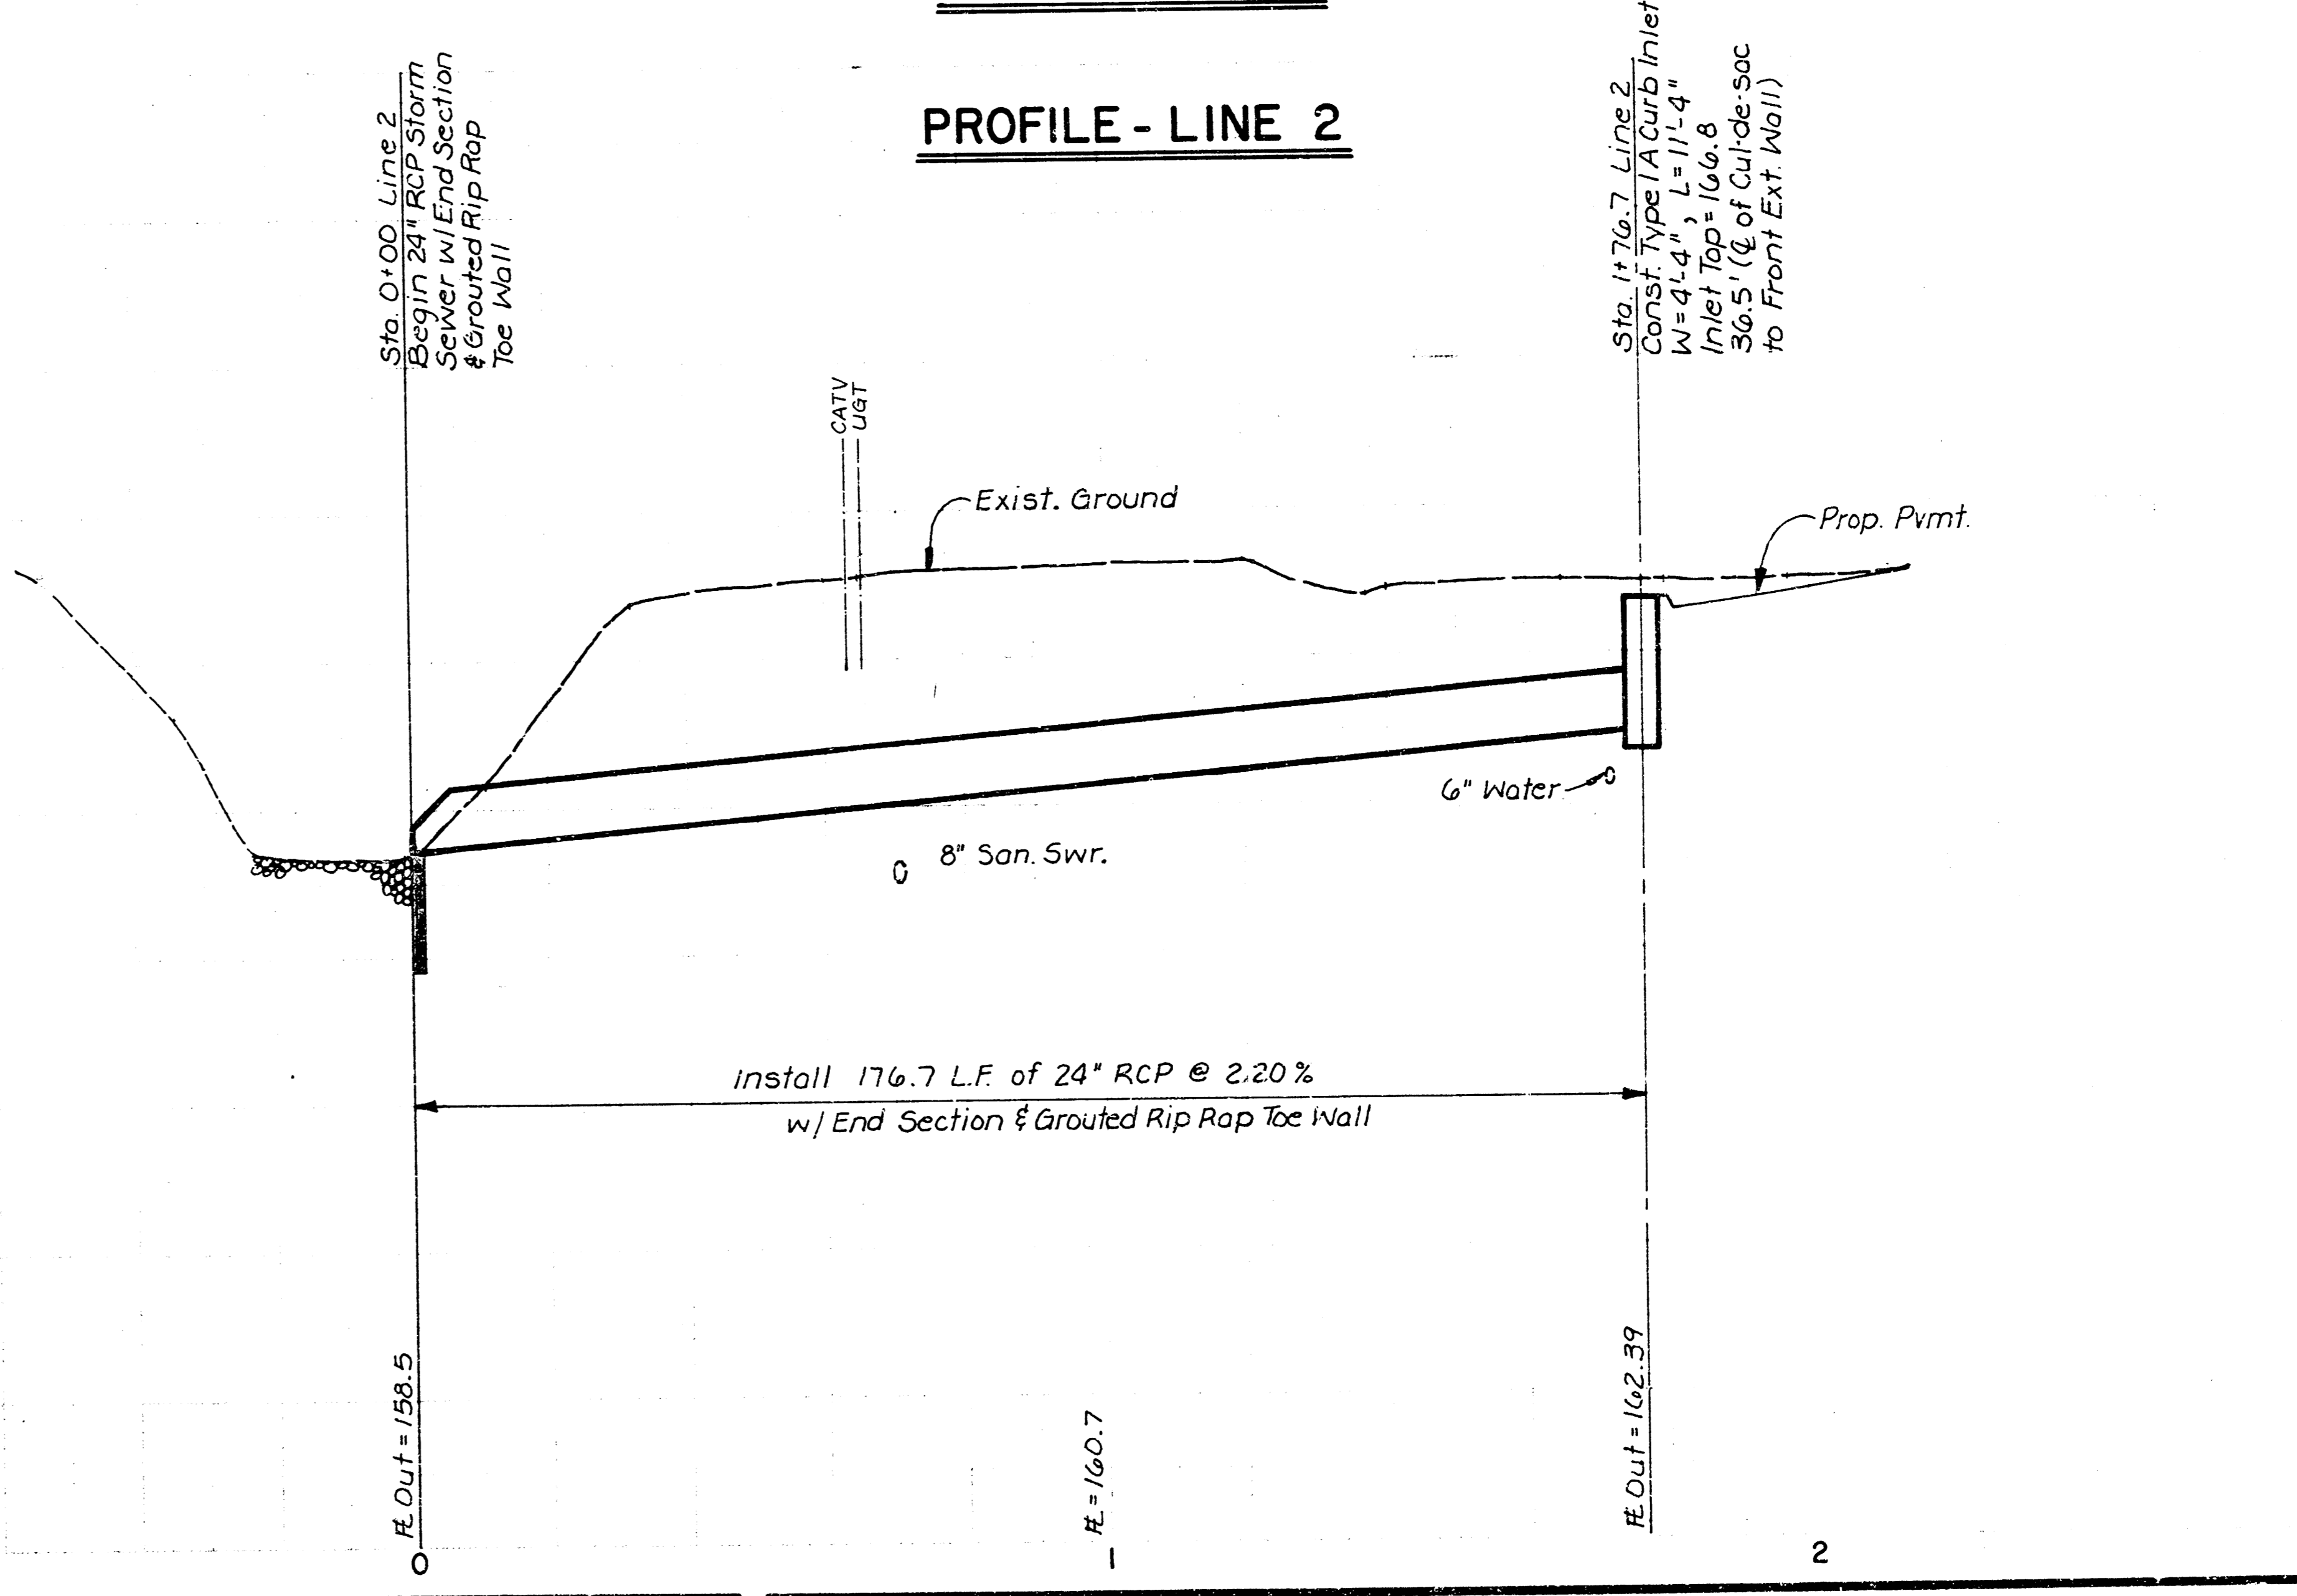 PROFILE - LINE 2
Sta. 0+00 Line 2
Begin 24" RCP Storm
Sewer w/ End Section
& Grouted Rip Rap
Toe Wall
Sta. 1+76.7 Line 2
Const. Type 1A Curb Inlet
W=4'-4", L=11'-4"
Inlet Top=166.8
36.5' (℄ of Cul-de-sac
to Front Ext. Wall)
CATV
UGT
Exist. Ground
Prop. Pvmt.
6" Water
8" San. Swr.
install 176.7 L.F. of 24" RCP @ 2.20%
w/ End Section & Grouted Rip Rap Toe Wall
FL Out=158.5
FL=160.7
FL Out=162.39
0
1
2